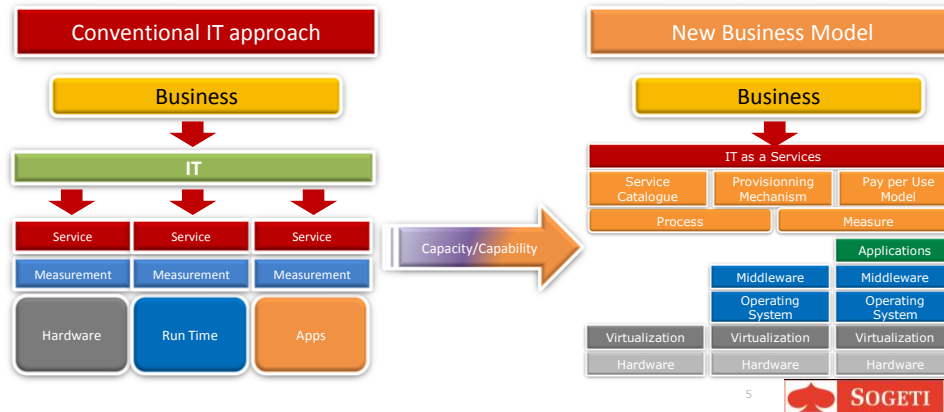 Conventional IT approach
New Business Model
Business
IT
Service
Service
Service
Measurement
Measurement
Measurement
Hardware
Run Time
Apps
Capacity/Capability
Business
IT as a Services
Service
Catalogue
Provisionning
Mechanism
Pay per Use
Model
Process
Measure
Applications
Middleware
Middleware
Operating
System
Operating
System
Virtualization
Virtualization
Virtualization
Hardware
Hardware
Hardware
5
SOGETI